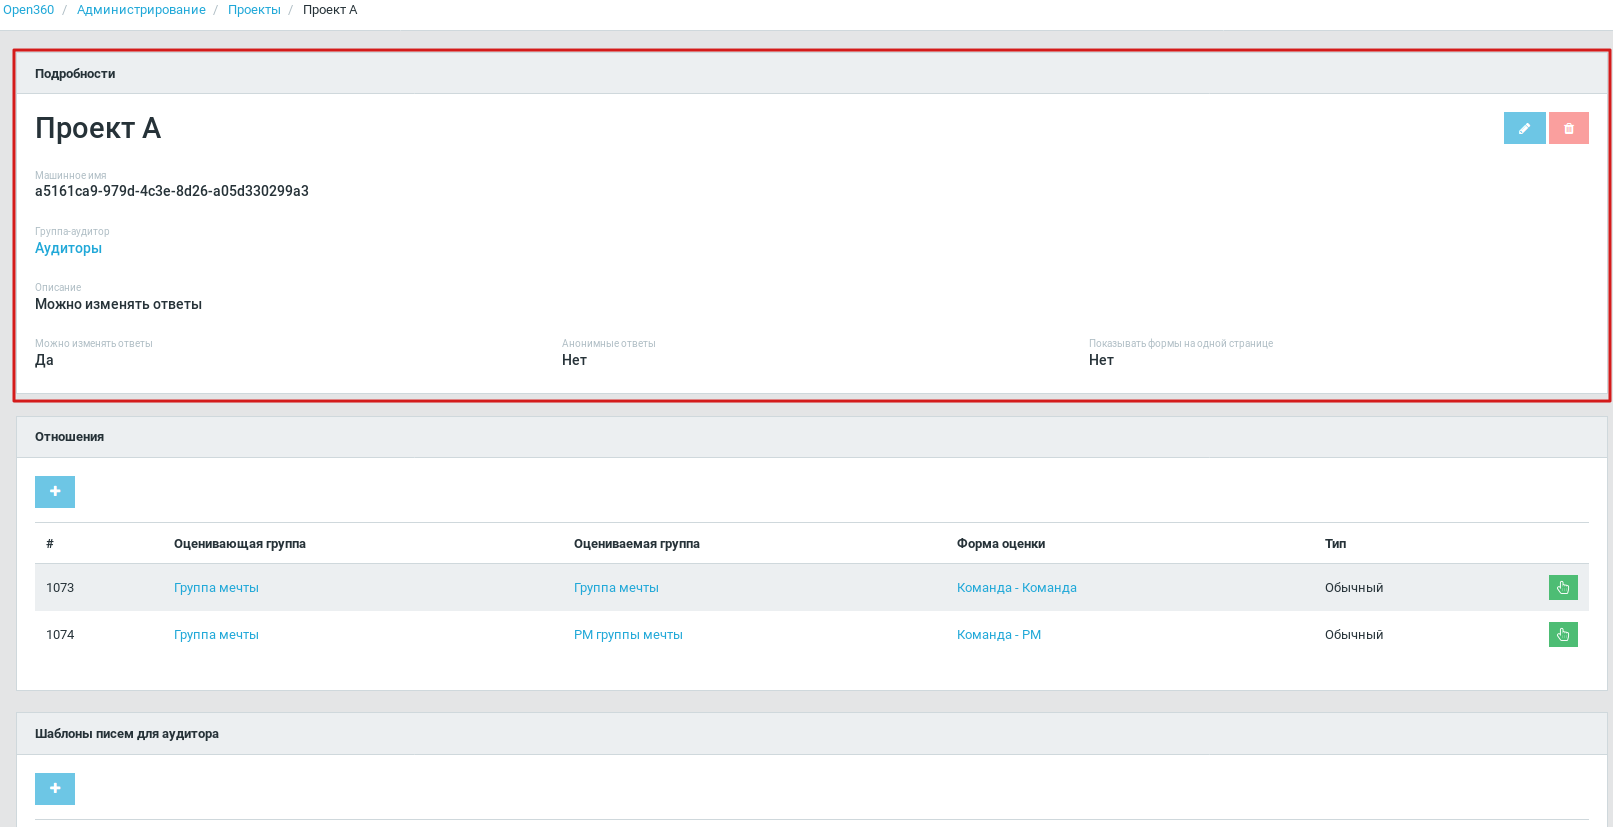 Open360 / Администрирование / Проекты / Проект А
Подробности
Проект А
Машинное имя
a5161ca9-979d-4c3e-8d26-a05d330299a3
Группа-аудитор
Аудиторы
Описание
Можно изменять ответы
Можно изменять ответы Анонимные ответы Показывать формы на одной странице
Да Нет Нет
Отношения
# Оценивающая группа Оцениваемая группа Форма оценки Тип
1073 Группа мечты Группа мечты Команда - Команда Обычный
1074 Группа мечты РМ группы мечты Команда - РМ Обычный
Шаблоны писем для аудитора